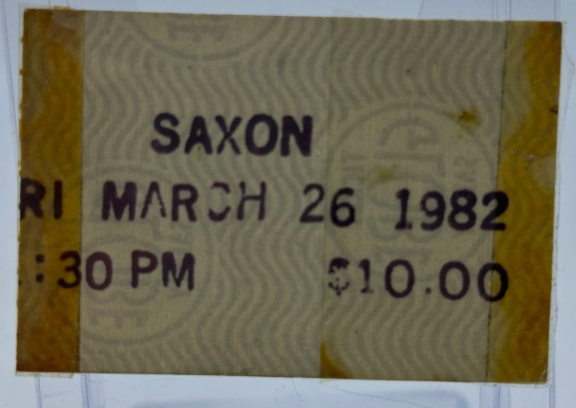 SAXON
RI MARCH 26 1982
:30 PM $10.00